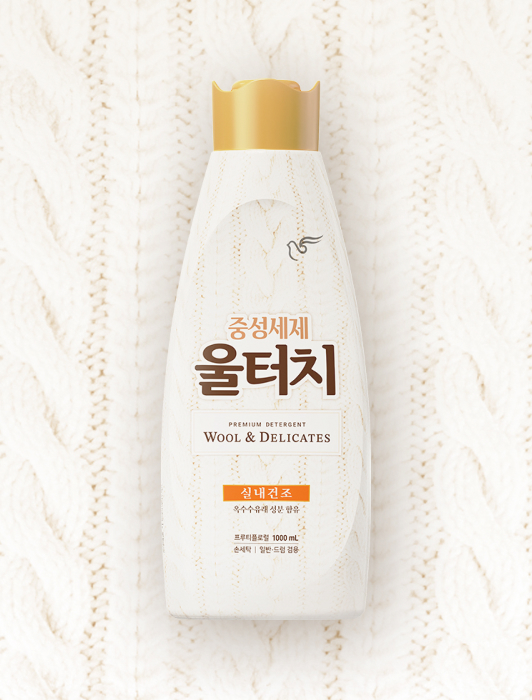 중성세제
울터치
PREMIUM DETERGENT
WOOL & DELICATES
실내건조
옥수수유래 성분 함유
프루티플로럴 1000 mL
손세탁 | 일반·드럼 겸용